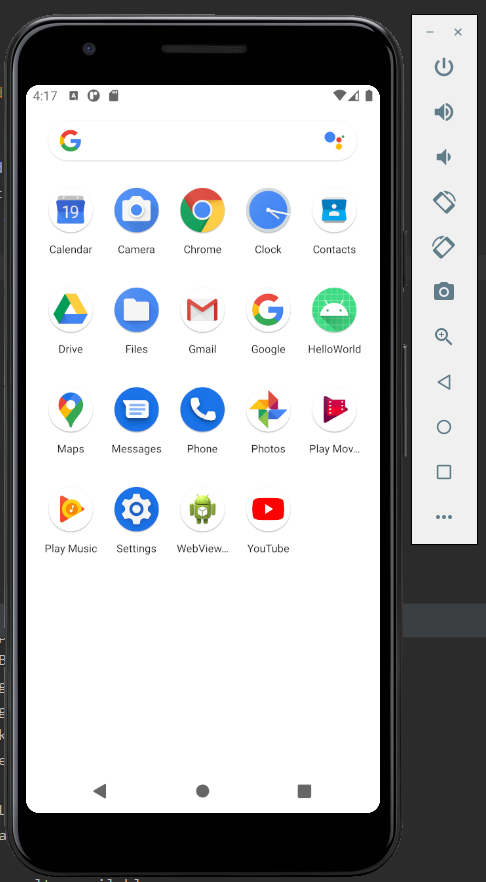 4:17
19
Calendar Camera Chrome Clock Contacts
Drive Files Gmail Google HelloWorld
Maps Messages Phone Photos Play Mov...
Play Music Settings WebView... YouTube